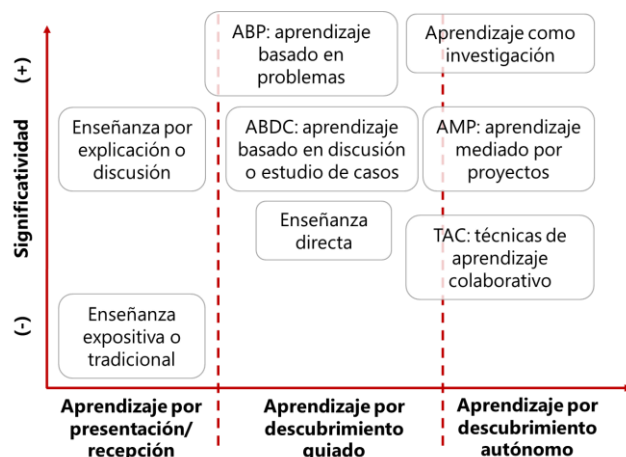 Significatividad
(+)
(-)
ABP: aprendizaje
basado en
problemas
Aprendizaje como
investigación
Enseñanza por
explicación o
discusión
ABDC: aprendizaje
basado en discusión
o estudio de casos
AMP: aprendizaje
mediado por
proyectos
Enseñanza
directa
TAC: técnicas de
aprendizaje
colaborativo
Enseñanza
expositiva o
tradicional
Aprendizaje por
presentación/
recepción
Aprendizaje por
descubrimiento
guiado
Aprendizaje por
descubrimiento
autónomo